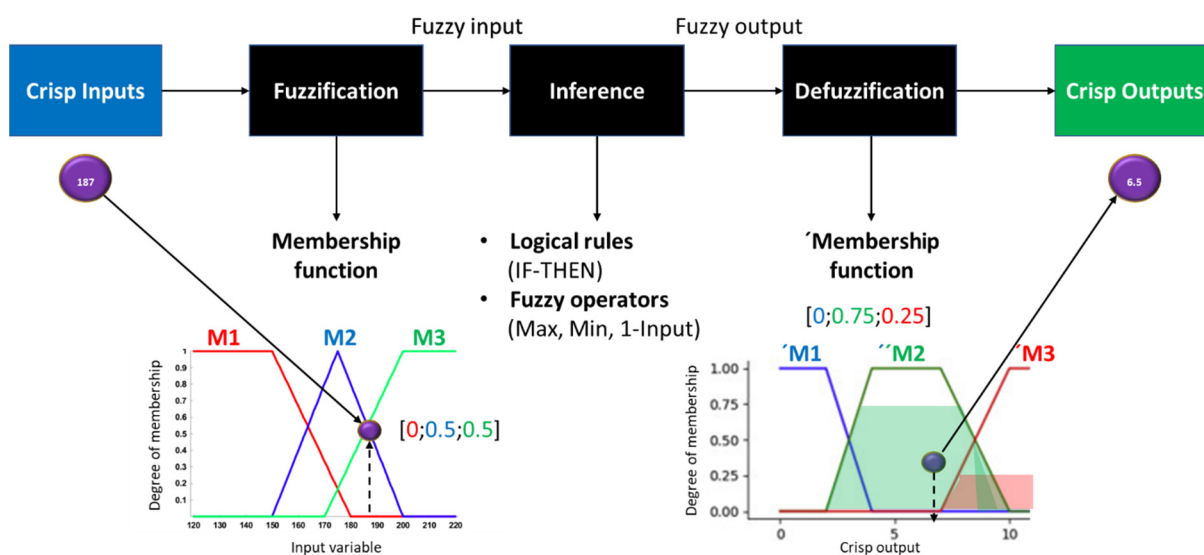 Fuzzy input
Fuzzy output
Crisp Inputs
Fuzzification
Inference
Defuzzification
Crisp Outputs
187
6.5
Membership
function
• Logical rules
(IF-THEN)
• Fuzzy operators
(Max, Min, 1-Input)
´Membership
function
[0;0.75;0.25]
M1
M2
M3
Degree of membership
1
0.9
0.8
0.7
0.6
0.5
0.4
0.3
0.2
0.1
[0;0.5;0.5]
120 130 140 150 160 170 180 190 200 210 220
Input variable
´M1
´´M2
´M3
Degree of membership
1.00
0.75
0.50
0.25
0.00
0 5 10
Crisp output